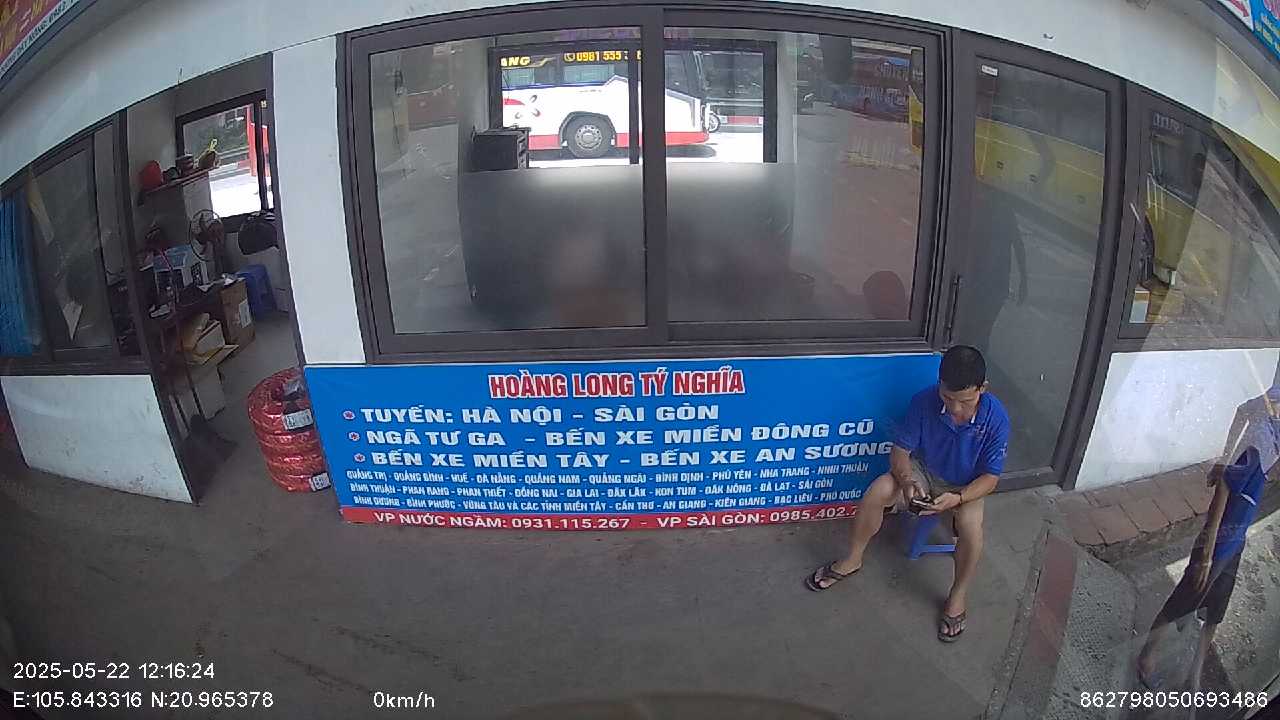 ANG
0981 535
HOÀNG LONG TÝ NGHĨA
TUYẾN: HÀ NỘI - SÀI GÒN
NGÃ TƯ GA - BẾN XE MIỀN ĐÔNG CŨ
BẾN XE MIỀN TÂY - BẾN XE AN SƯƠNG
QUẢNG TRỊ - QUẢNG BÌNH - HUẾ - ĐÀ NẴNG - QUẢNG NAM - QUẢNG NGÃI - BÌNH ĐỊNH - PHÚ YÊN - NHA TRANG - NINH THUẬN
BÌNH THUẬN - PHAN RANG - PHAN THIẾT - ĐỒNG NAI - GIA LAI - ĐĂK LĂK - KON TUM - ĐĂK NÔNG - ĐÀ LẠT - SÀI GÒN
BÌNH DƯƠNG - BÌNH PHƯỚC - VŨNG TÀU VÀ CÁC TỈNH MIỀN TÂY - CẦN THƠ - AN GIANG - KIÊN GIANG - BẠC LIÊU - PHÚ QUỐC
VP NƯỚC NGẦM: 0931.115.267 - VP SÀI GÒN: 0985.402.
2025-05-22 12:16:24
E:105.843316 N:20.965378 0km/h 862798050693486